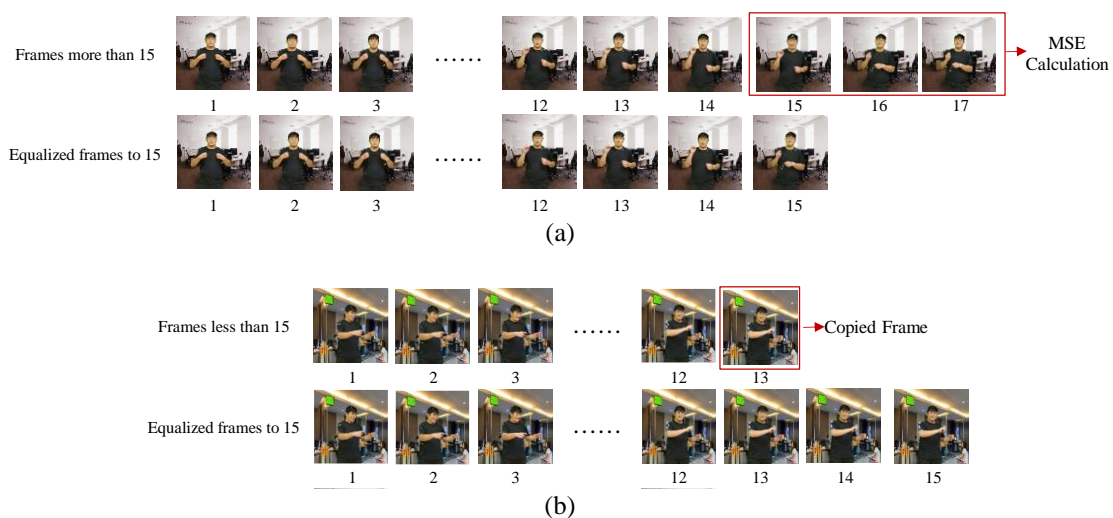 Frames more than 15
1 2 3 ...... 12 13 14 15 16 17
MSE
Calculation
Equalized frames to 15
1 2 3 ...... 12 13 14 15
(a)
Frames less than 15
1 2 3 ...... 12 13
Copied Frame
Equalized frames to 15
1 2 3 ...... 12 13 14 15
(b)